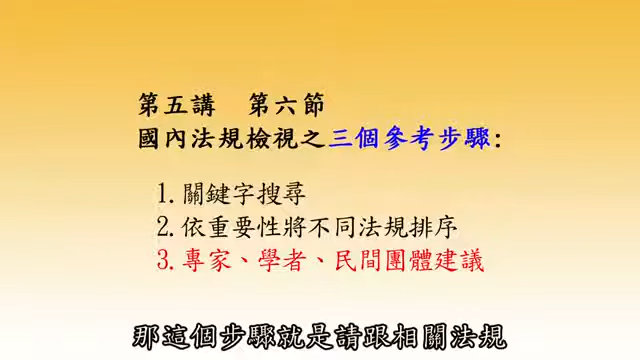 第五講　第六節
國內法規檢視之三個參考步驟:
1.關鍵字搜尋
2.依重要性將不同法規排序
3.專家、學者、民間團體建議
那這個步驟就是請跟相關法規